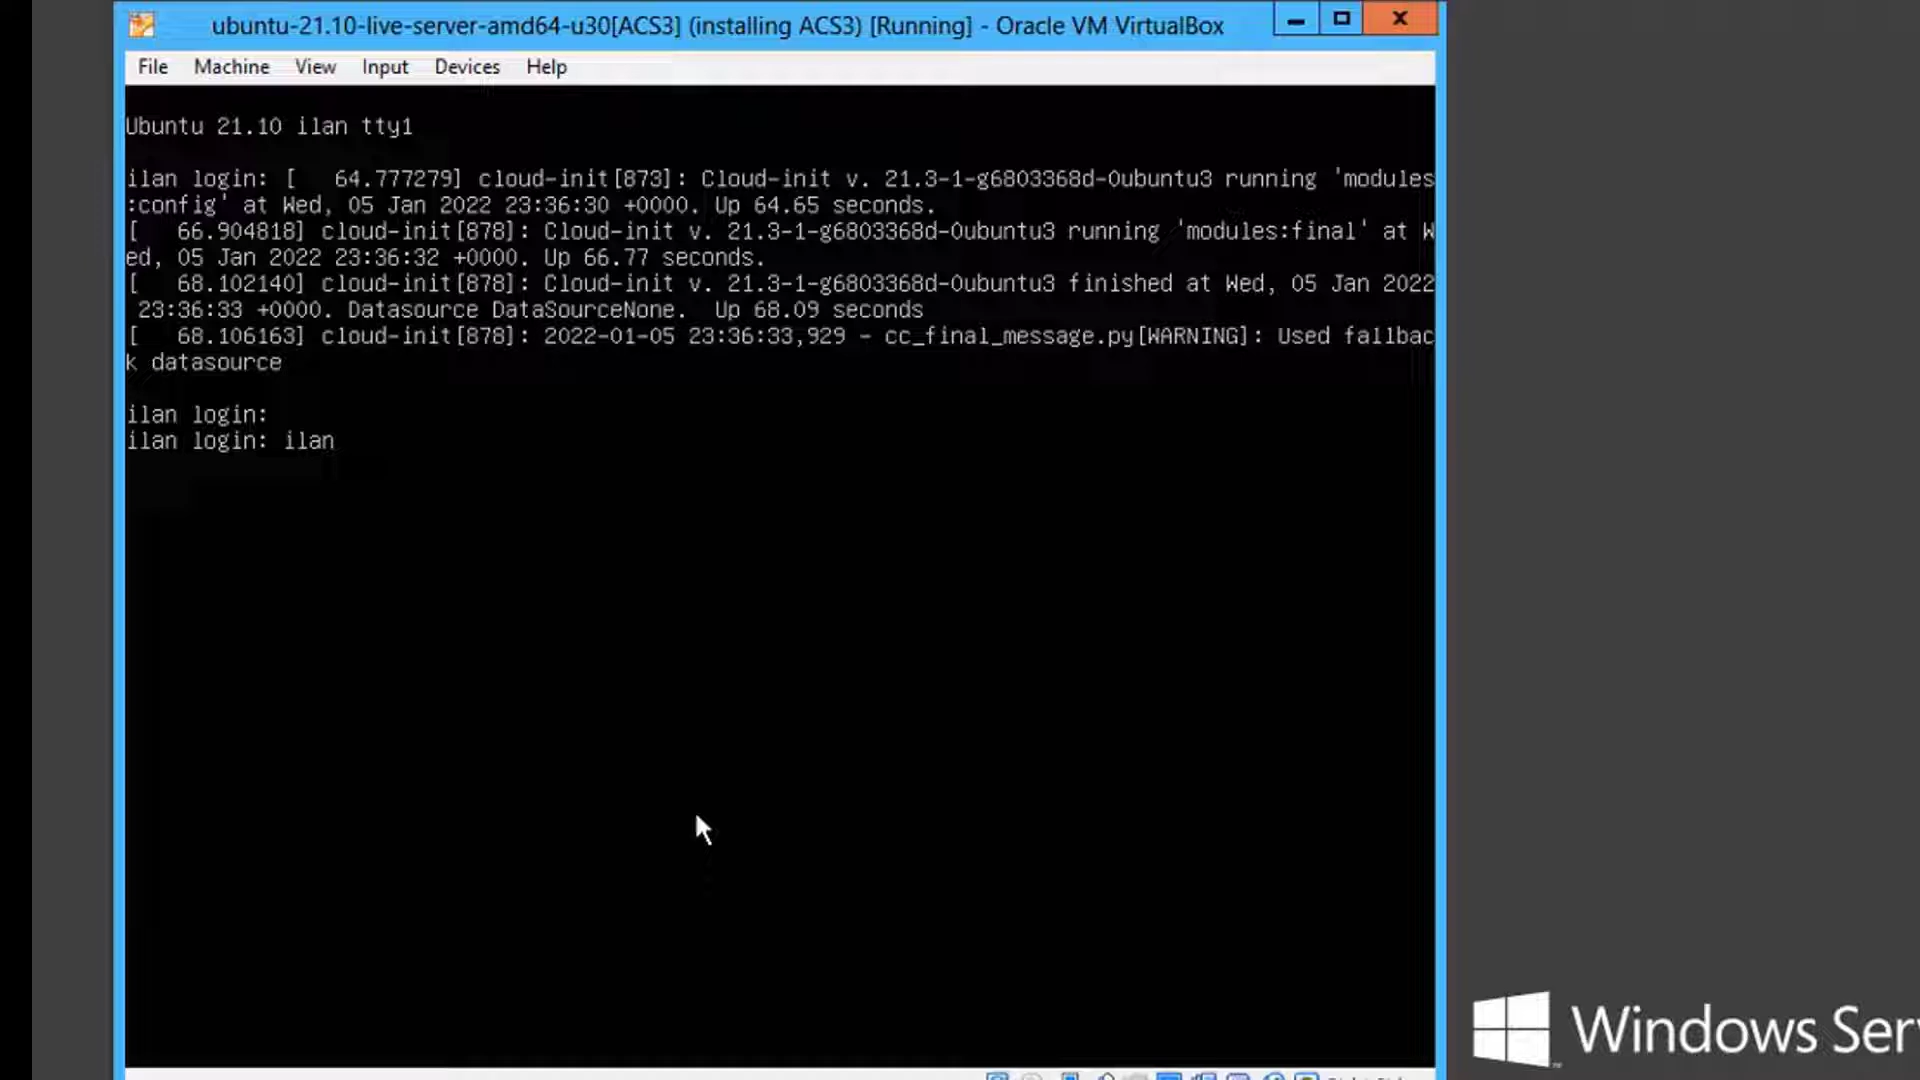 ubuntu-21.10-live-server-amd64-u30[ACS3] (installing ACS3) [Running] - Oracle VM VirtualBox
File Machine View Input Devices Help
Ubuntu 21.10 ilan tty1
ilan login: [   64.777279] cloud-init[873]: Cloud-init v. 21.3-1-g6803368d-0ubuntu3 running 'modules
:config' at Wed, 05 Jan 2022 23:36:30 +0000. Up 64.65 seconds.
[   66.904818] cloud-init[878]: Cloud-init v. 21.3-1-g6803368d-0ubuntu3 running 'modules:final' at W
ed, 05 Jan 2022 23:36:32 +0000. Up 66.77 seconds.
[   68.102140] cloud-init[878]: Cloud-init v. 21.3-1-g6803368d-0ubuntu3 finished at Wed, 05 Jan 2022
 23:36:33 +0000. Datasource DataSourceNone.  Up 68.09 seconds
[   68.106163] cloud-init[878]: 2022-01-05 23:36:33,929 - cc_final_message.py[WARNING]: Used fallbac
k datasource
ilan login:
ilan login: ilan
Windows Ser